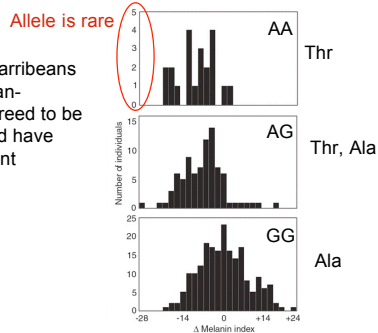 Allele is rare
arribeans
an-
reed to be
d have
nt
Number of individuals
5
4
3
2
1
0
AA
Thr
15
10
5
0
AG
Thr, Ala
25
20
15
10
5
0
GG
Ala
-28 -14 0 +14 +24
Δ Melanin index